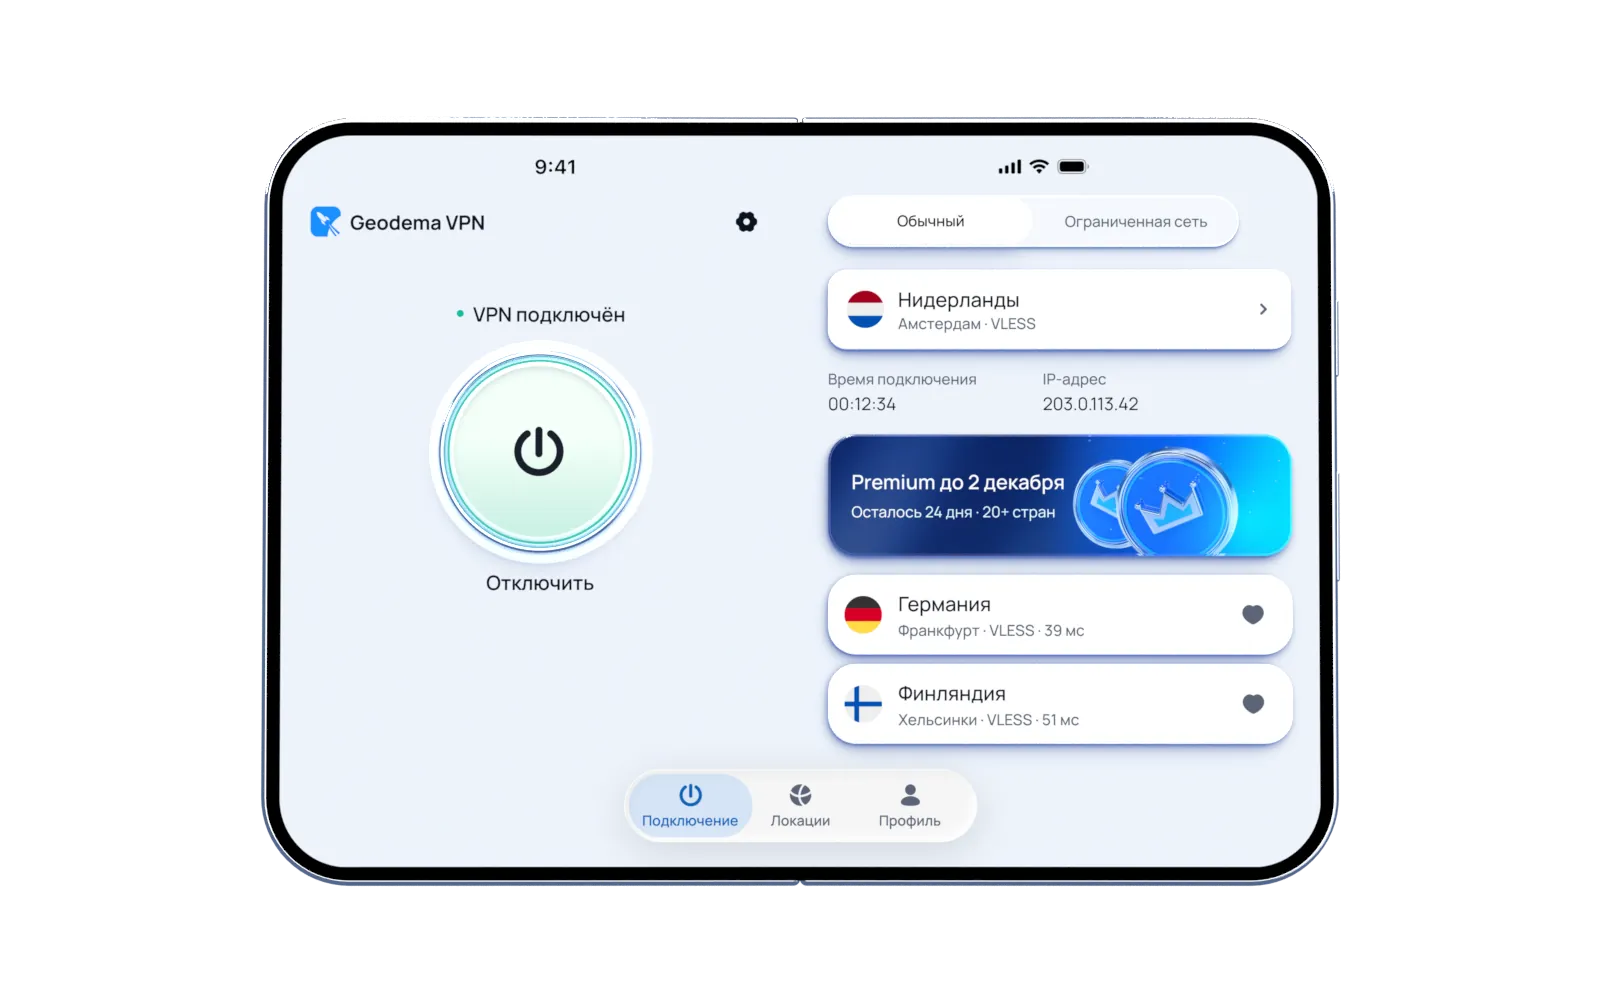 9:41
Geodema VPN
VPN подключён
Отключить
Обычный
Ограниченная сеть
Нидерланды
Амстердам · VLESS
Время подключения
00:12:34
IP-адрес
203.0.113.42
Premium до 2 декабря
Осталось 24 дня · 20+ стран
Германия
Франкфурт · VLESS · 39 мс
Финляндия
Хельсинки · VLESS · 51 мс
Подключение
Локации
Профиль